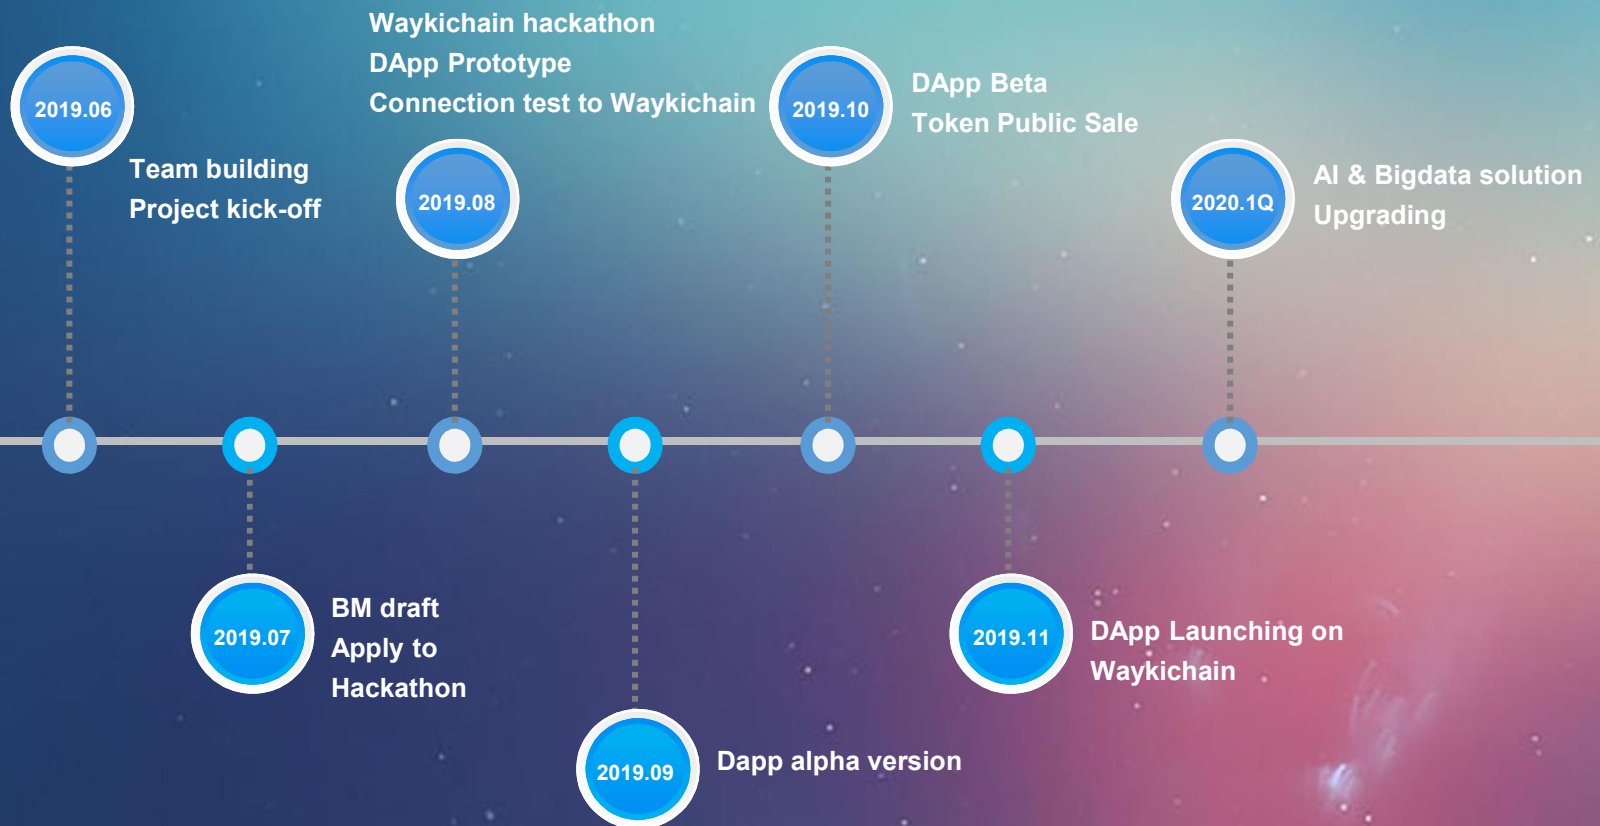 2019.06
Team building
Project kick-off
2019.07
BM draft
Apply to
Hackathon
Waykichain hackathon
DApp Prototype
Connection test to Waykichain
2019.08
2019.09
Dapp alpha version
2019.10
DApp Beta
Token Public Sale
2019.11
DApp Launching on
Waykichain
2020.1Q
AI & Bigdata solution
Upgrading